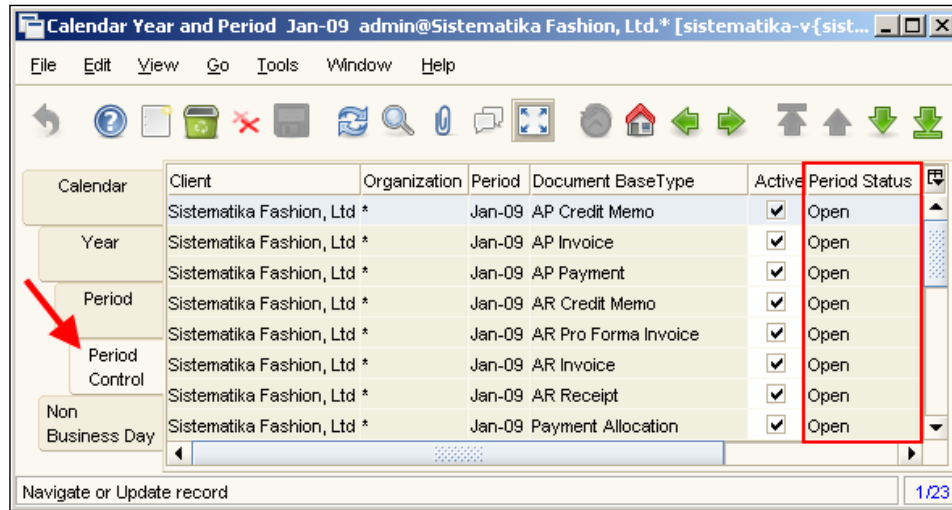 Calendar Year and Period Jan-09 admin@Sistematika Fashion, Ltd.* [sistematika-v{sist...
File Edit View Go Tools Window Help
Calendar
Year
Period
Period
Control
Non
Business Day
Client Organization Period Document BaseType Active Period Status
Sistematika Fashion, Ltd * Jan-09 AP Credit Memo Open
Sistematika Fashion, Ltd * Jan-09 AP Invoice Open
Sistematika Fashion, Ltd * Jan-09 AP Payment Open
Sistematika Fashion, Ltd * Jan-09 AR Credit Memo Open
Sistematika Fashion, Ltd * Jan-09 AR Pro Forma Invoice Open
Sistematika Fashion, Ltd * Jan-09 AR Invoice Open
Sistematika Fashion, Ltd * Jan-09 AR Receipt Open
Sistematika Fashion, Ltd * Jan-09 Payment Allocation Open
Navigate or Update record 1/23